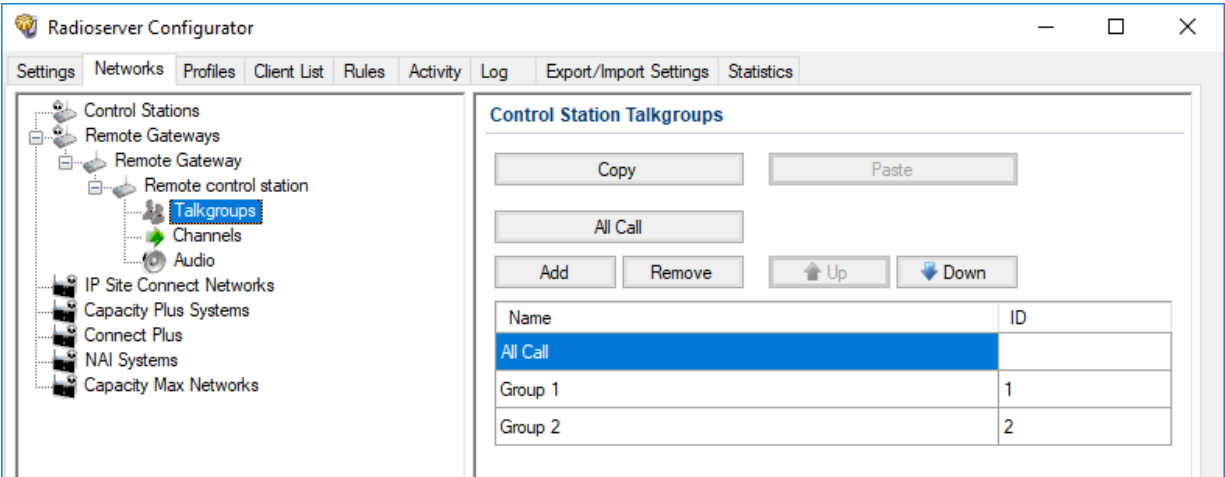 Radioserver Configurator
Settings Networks Profiles Client List Rules Activity Log Export/Import Settings Statistics
Control Stations
Remote Gateways
Remote Gateway
Remote control station
Talkgroups
Channels
Audio
IP Site Connect Networks
Capacity Plus Systems
Connect Plus
NAI Systems
Capacity Max Networks
Control Station Talkgroups
Copy Paste
All Call
Add Remove Up Down
Name ID
All Call
Group 1 1
Group 2 2